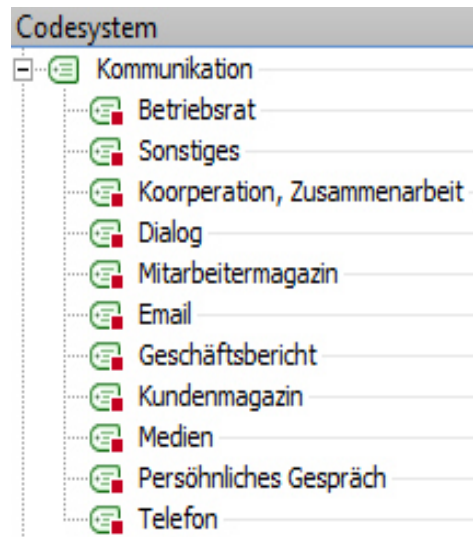 Codesystem
Kommunikation
Betriebsrat
Sonstiges
Koorperation, Zusammenarbeit
Dialog
Mitarbeitermagazin
Email
Geschäftsbericht
Kundenmagazin
Medien
Persöhnliches Gespräch
Telefon